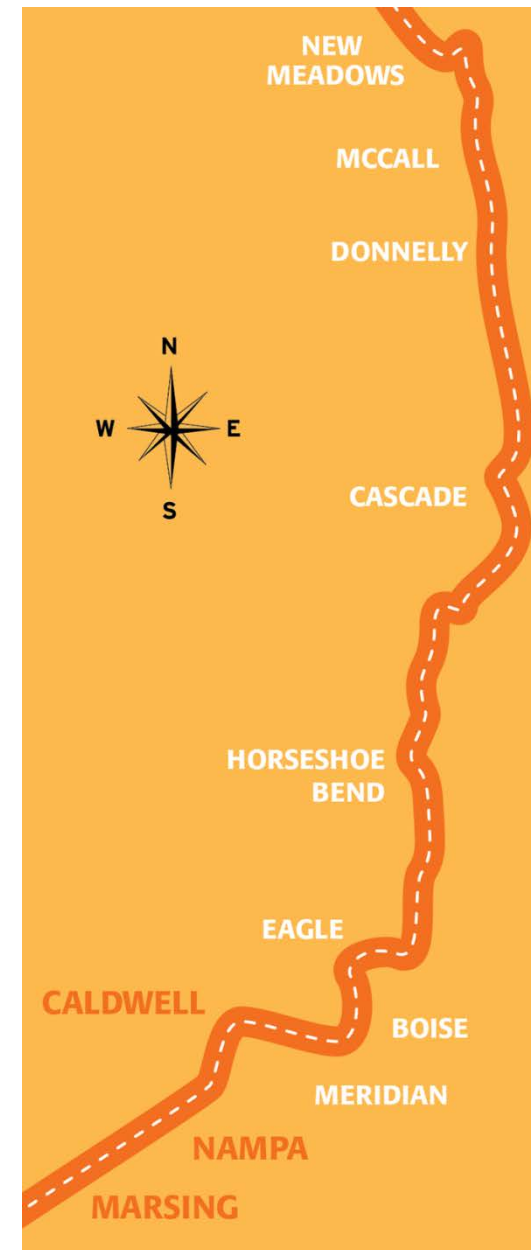 NEW
MEADOWS
MCCALL
DONNELLY
N
W
E
S
CASCADE
HORSESHOE
BEND
EAGLE
CALDWELL
BOISE
MERIDIAN
NAMPA
MARSING